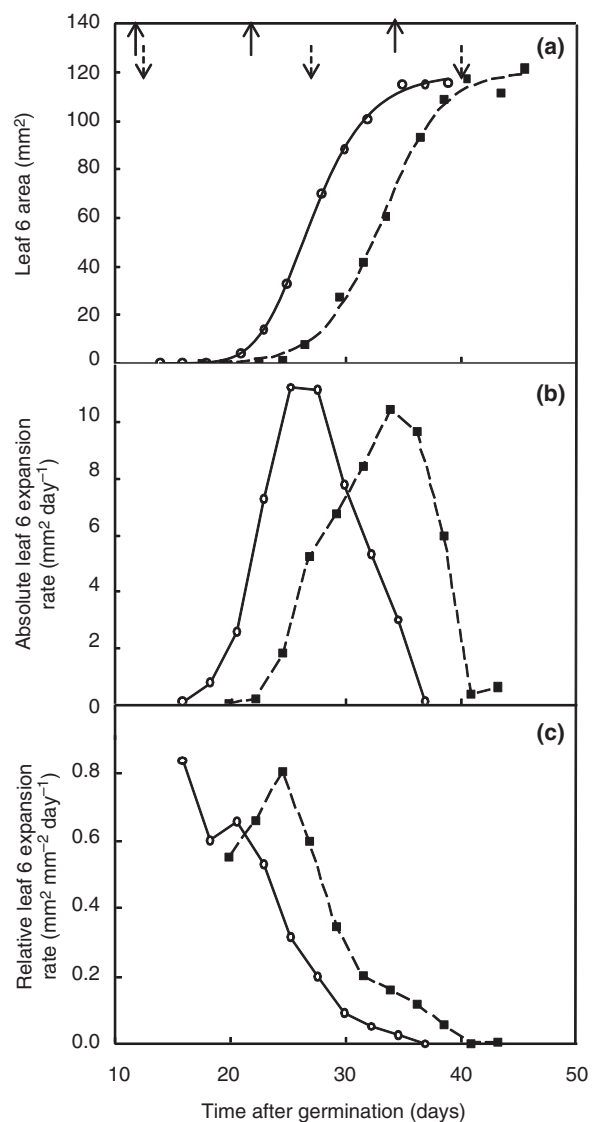 140
(a)
120
100
80
60
40
20
0
Leaf 6 area (mm²)
(b)
10
8
6
4
2
0
Absolute leaf 6 expansion
rate (mm² day⁻¹)
(c)
0.8
0.6
0.4
0.2
0.0
Relative leaf 6 expansion
rate (mm² mm⁻² day⁻¹)
10 20 30 40 50
Time after germination (days)